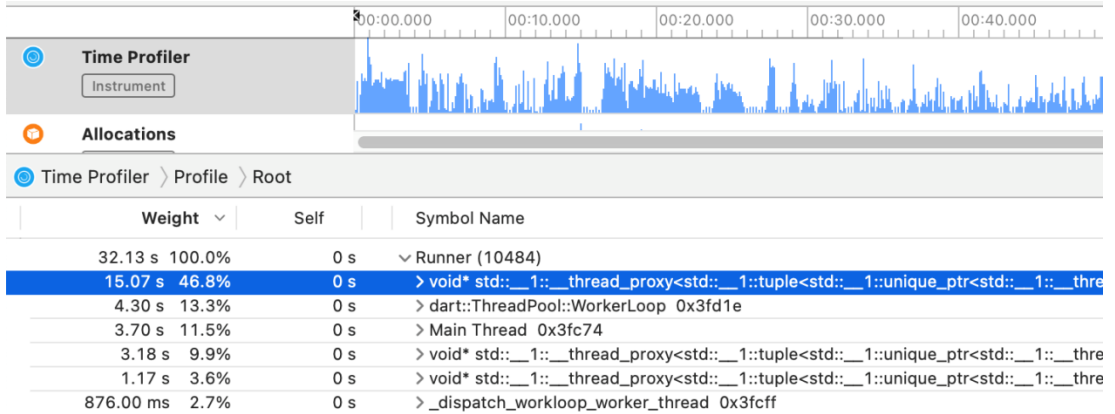 00:00.000 00:10.000 00:20.000 00:30.000 00:40.000
Time Profiler
Instrument
Allocations
Time Profiler Profile Root
Weight Self Symbol Name
32.13 s 100.0% 0 s Runner (10484)
15.07 s 46.8% 0 s void* std::__1::__thread_proxy<std::__1::tuple<std::__1::unique_ptr<std::__1::__thre
4.30 s 13.3% 0 s dart::ThreadPool::WorkerLoop 0x3fd1e
3.70 s 11.5% 0 s Main Thread 0x3fc74
3.18 s 9.9% 0 s void* std::__1::__thread_proxy<std::__1::tuple<std::__1::unique_ptr<std::__1::__thre
1.17 s 3.6% 0 s void* std::__1::__thread_proxy<std::__1::tuple<std::__1::unique_ptr<std::__1::__thre
876.00 ms 2.7% 0 s _dispatch_workloop_worker_thread 0x3fcff